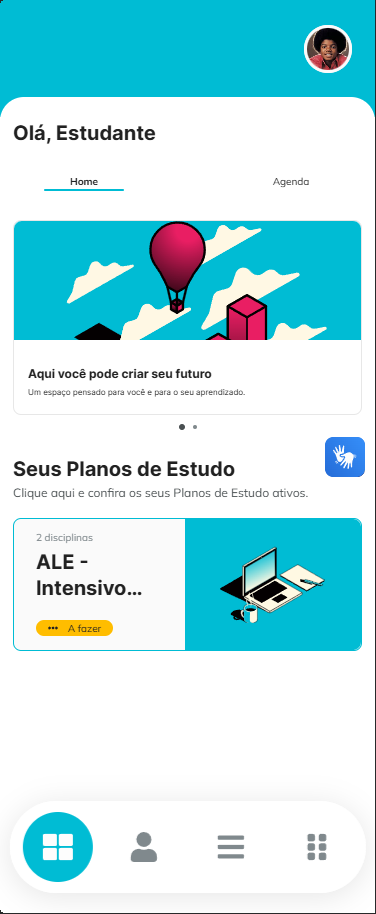 Olá, Estudante
Home
Agenda
Aqui você pode criar seu futuro
Um espaço pensado para você e para o seu aprendizado.
Seus Planos de Estudo
Clique aqui e confira os seus Planos de Estudo ativos.
2 disciplinas
ALE -
Intensivo...
A fazer